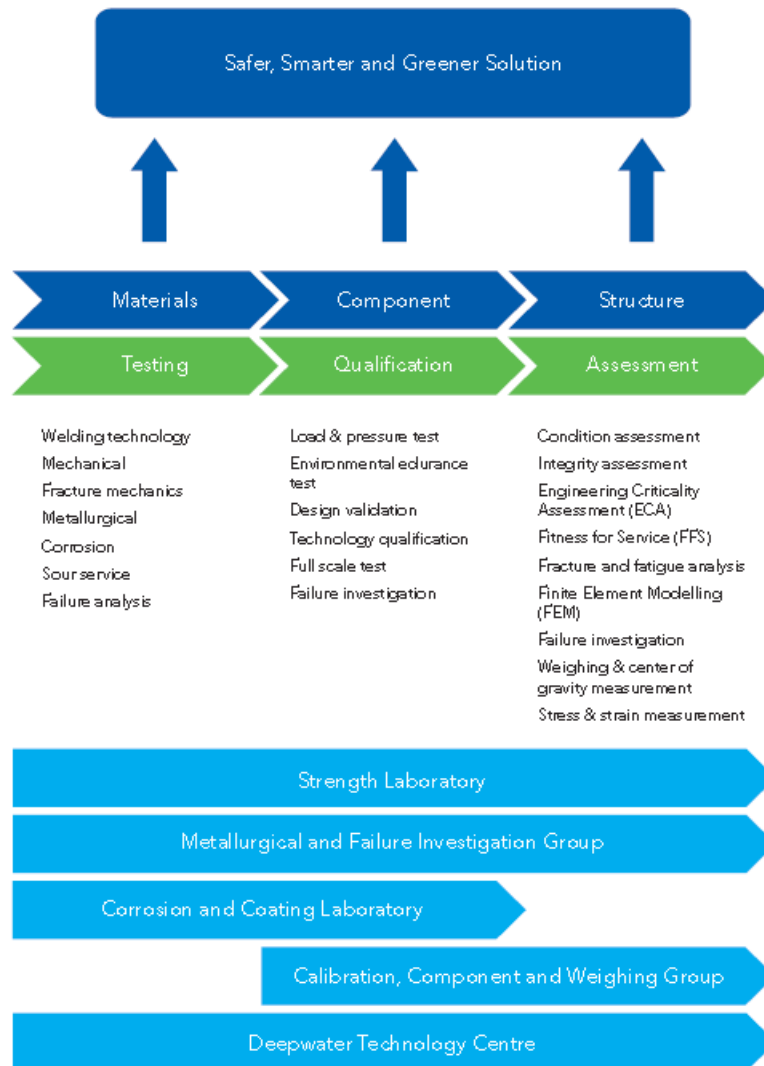 Safer, Smarter and Greener Solution
Materials
Component
Structure
Testing
Qualification
Assessment
Welding technology
Mechanical
Fracture mechanics
Metallurgical
Corrosion
Sour service
Failure analysis
Load & pressure test
Environmental edurance
test
Design validation
Technology qualification
Full scale test
Failure investigation
Condition assessment
Integrity assessment
Engineering Criticality
Assessment (ECA)
Fitness for Service (FFS)
Fracture and fatigue analysis
Finite Element Modelling
(FEM)
Failure investigation
Weighing & center of
gravity measurement
Stress & strain measurement
Strength Laboratory
Metallurgical and Failure Investigation Group
Corrosion and Coating Laboratory
Calibration, Component and Weighing Group
Deepwater Technology Centre